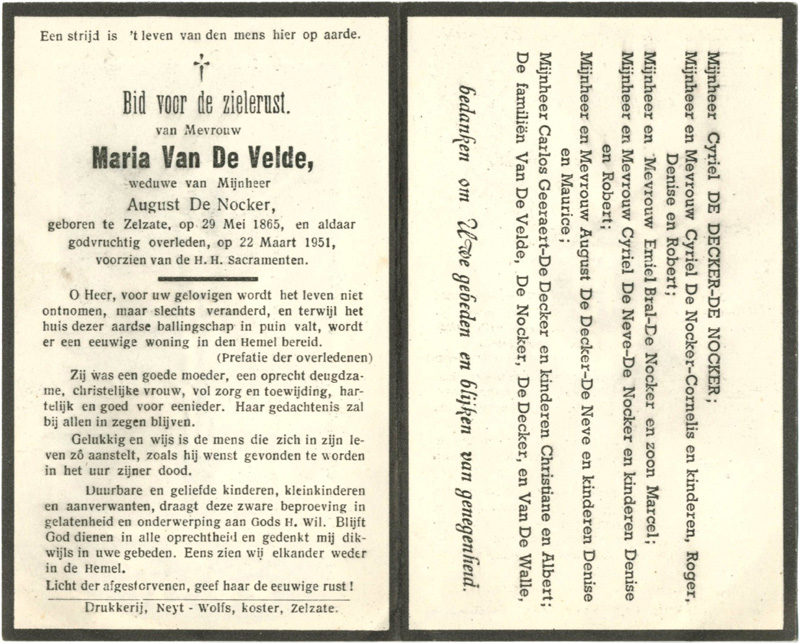 Een strijd is 't leven van den mens hier op aarde.
Bid voor de zielerust.
van Mevrouw
Maria Van De Velde,
weduwe van Mijnheer
August De Nocker,
geboren te Zelzate, op 29 Mei 1865, en aldaar
godvruchtig overleden, op 22 Maart 1951,
voorzien van de H. H. Sacramenten.
O Heer, voor uw gelovigen wordt het leven niet
ontnomen, maar slechts veranderd, en terwijl het
huis dezer aardse ballingschap in puin valt, wordt
er een eeuwige woning in den Hemel bereid.
(Prefatie der overledenen)
Zij was een goede moeder, een oprecht deugdza-
me, christelijke vrouw, vol zorg en toewijding, har-
telijk en goed voor eenieder. Haar gedachtenis zal
bij allen in zegen blijven.
Gelukkig en wijs is de mens die zich in zijn le-
ven zô aanstelt, zoals hij wenst gevonden te worden
in het uur zijner dood.
Duurbare en geliefde kinderen, kleinkinderen
en aanverwanten, draagt deze zware beproeving in
gelatenheid en onderwerping aan Gods H. Wil. Blijft
God dienen in alle oprechtheid en gedenkt mij dik-
wijls in uwe gebeden. Eens zien wij elkander weder
in de Hemel.
Licht der afgestorvenen, geef haar de eeuwige rust !
Drukkerij, Neyt - Wolfs, koster, Zelzate.
Mijnheer Cyriel DE DECKER-DE NOCKER;
Mijnheer en Mevrouw Cyriel De Nocker-Cornelis en kinderen, Roger,
Denise en Robert;
Mijnheer en Mevrouw Emiel Bral-De Nocker en zoon Marcel;
Mijnheer en Mevrouw Cyriel De Neve-De Nocker en kinderen Denise
en Robert;
Mijnheer en Mevrouw August De Decker-De Neve en kinderen Denise
en Maurice;
Mijnheer Carlos Geeraert-De Decker en kinderen Christiane en Albert;
De familiën Van De Velde, De Nocker, De Decker, en Van De Walle,
bedanken om Uwe gebeden en blijken van genegenheid.